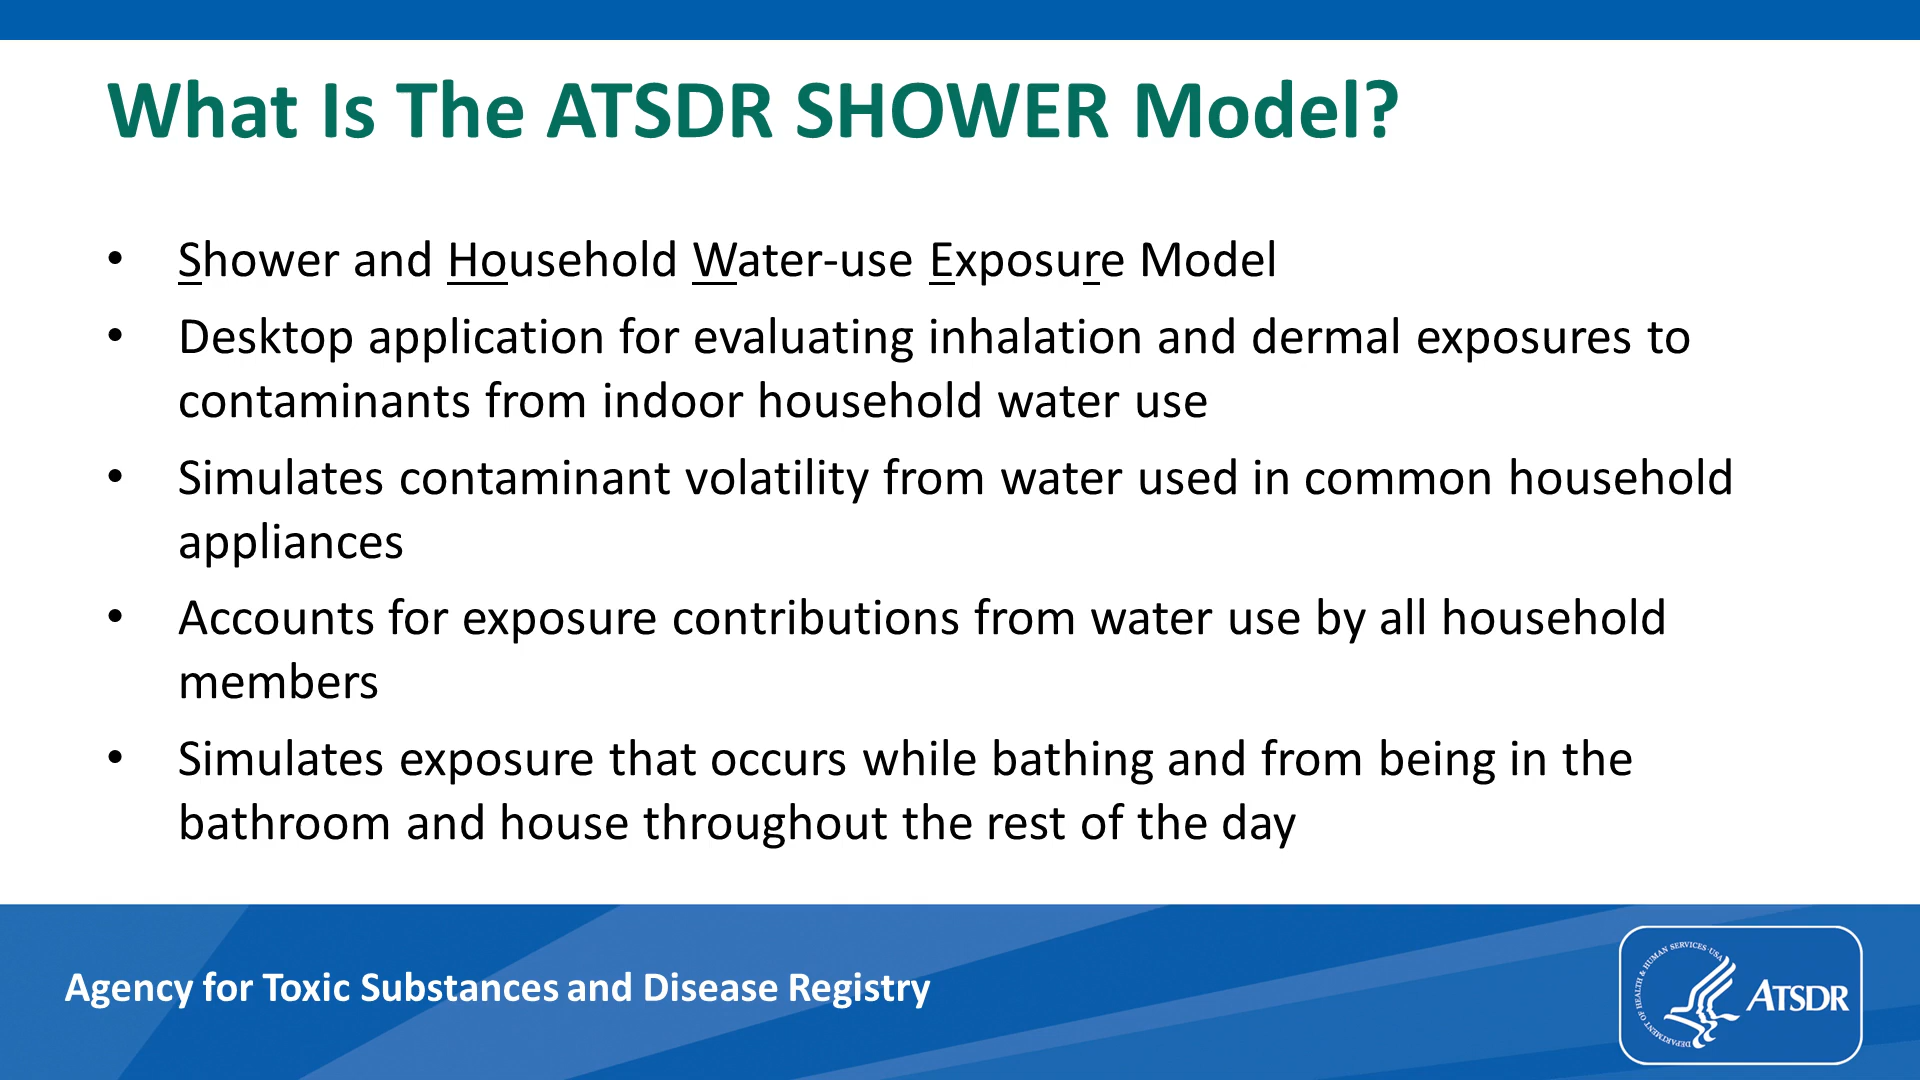 What Is The ATSDR SHOWER Model?
• Shower and Household Water-use Exposure Model
• Desktop application for evaluating inhalation and dermal exposures to
contaminants from indoor household water use
• Simulates contaminant volatility from water used in common household
appliances
• Accounts for exposure contributions from water use by all household
members
• Simulates exposure that occurs while bathing and from being in the
bathroom and house throughout the rest of the day
Agency for Toxic Substances and Disease Registry
DEPARTMENT OF HEALTH & HUMAN SERVICES · USA
ATSDR